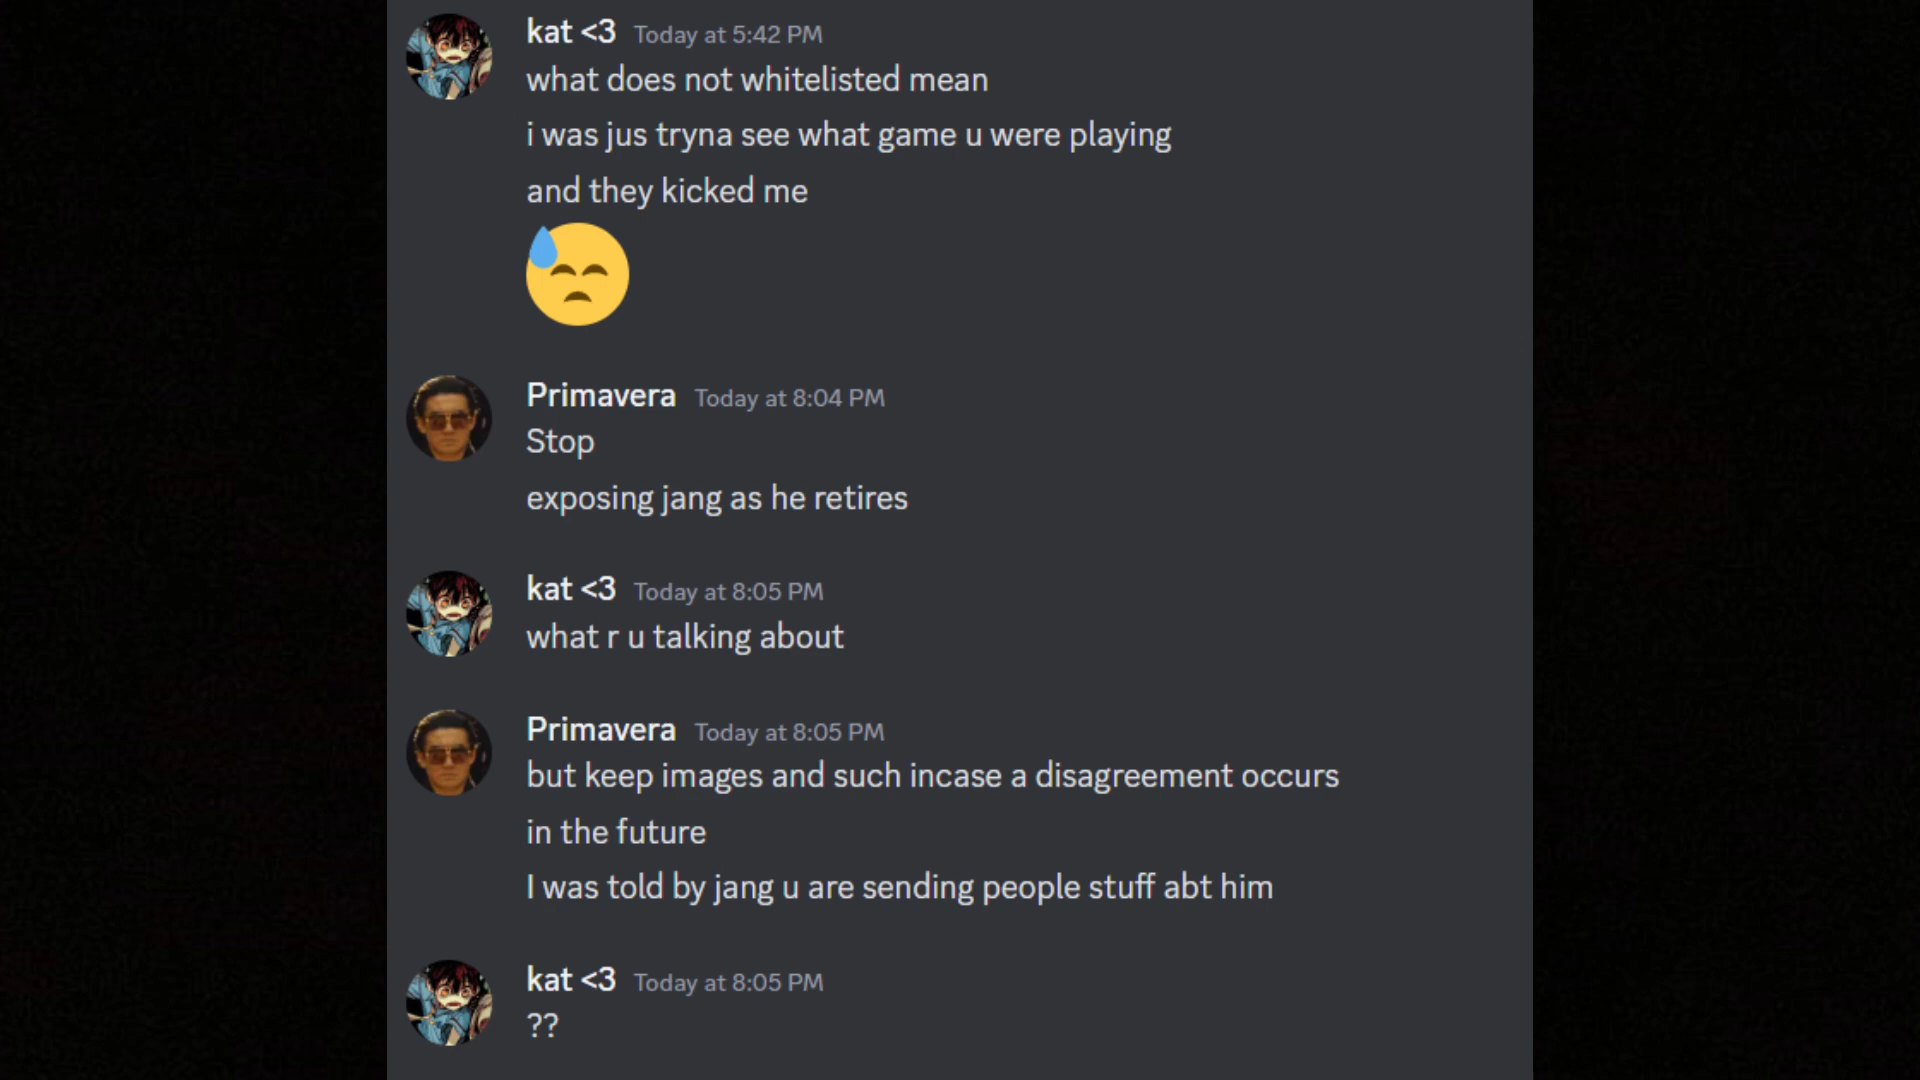 kat <3 Today at 5:42 PM
what does not whitelisted mean
i was jus tryna see what game u were playing
and they kicked me
Primavera Today at 8:04 PM
Stop
exposing jang as he retires
kat <3 Today at 8:05 PM
what r u talking about
Primavera Today at 8:05 PM
but keep images and such incase a disagreement occurs
in the future
I was told by jang u are sending people stuff abt him
kat <3 Today at 8:05 PM
??